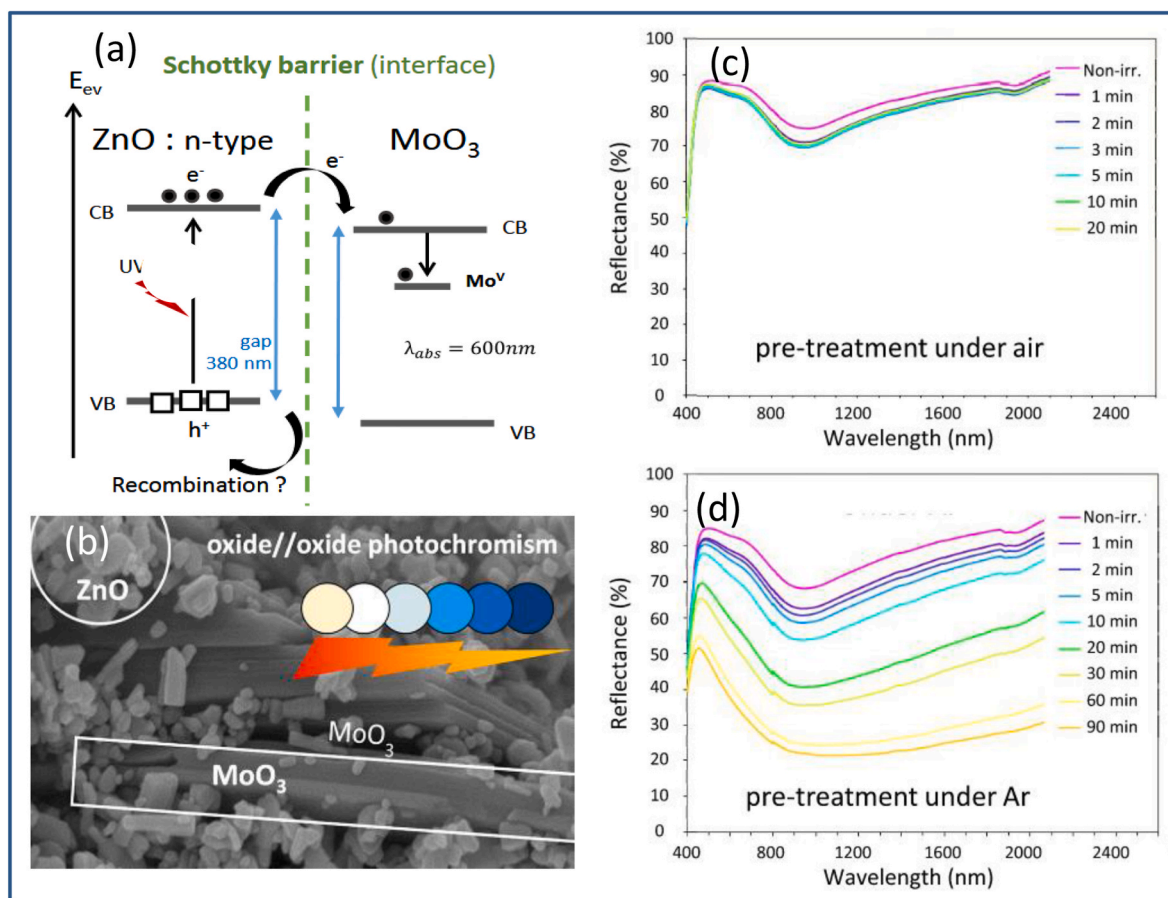 (a)
Schottky barrier (interface)
E_ev
ZnO : n-type
MoO₃
e⁻
e⁻
CB
CB
UV
Mo^V
gap
380 nm
λ_abs = 600nm
VB
h⁺
VB
Recombination ?
(b)
oxide//oxide photochromism
ZnO
MoO₃
MoO₃
(c)
Reflectance (%)
100
90
80
70
60
50
40
30
20
10
0
400
800
1200
1600
2000
2400
Wavelength (nm)
Non-irr.
1 min
2 min
3 min
5 min
10 min
20 min
pre-treatment under air
(d)
Reflectance (%)
100
90
80
70
60
50
40
30
20
10
0
400
800
1200
1600
2000
2400
Wavelength (nm)
Non-irr.
1 min
2 min
5 min
10 min
20 min
30 min
60 min
90 min
pre-treatment under Ar